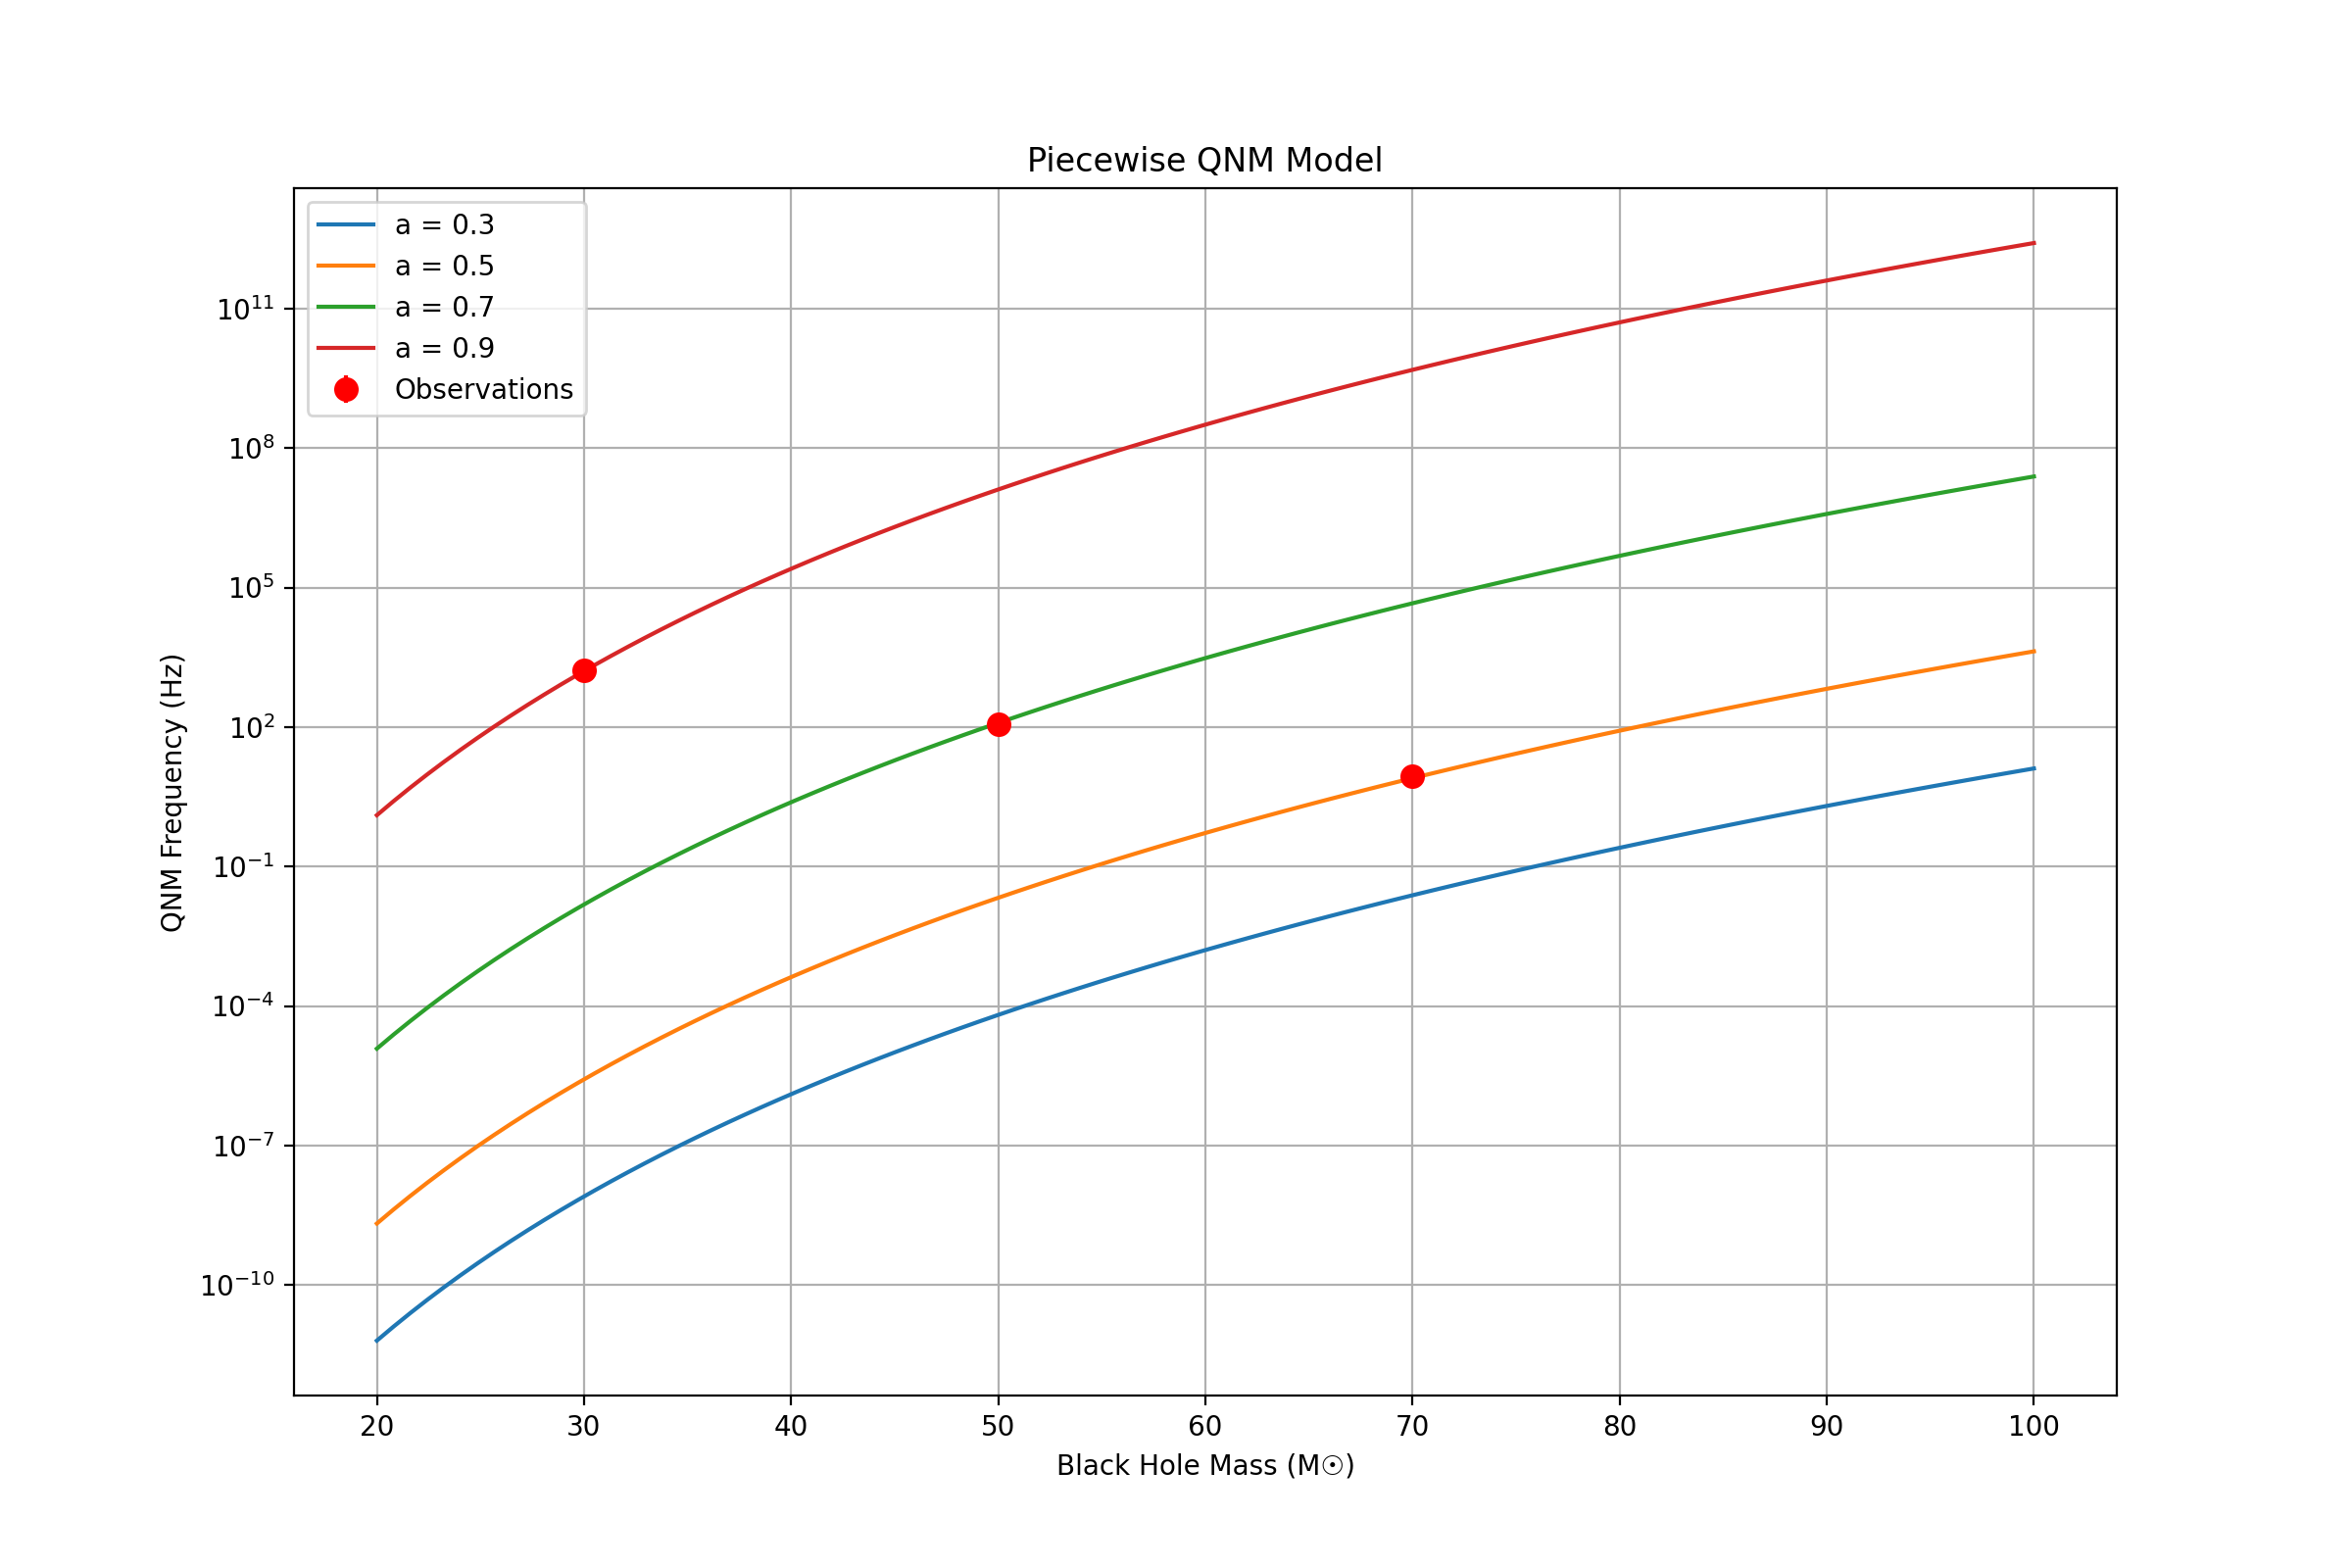 Piecewise QNM Model
a = 0.3
a = 0.5
a = 0.7
a = 0.9
Observations
QNM Frequency (Hz)
10¹¹
10⁸
10⁵
10²
10⁻¹
10⁻⁴
10⁻⁷
10⁻¹⁰
20 30 40 50 60 70 80 90 100
Black Hole Mass (M☉)